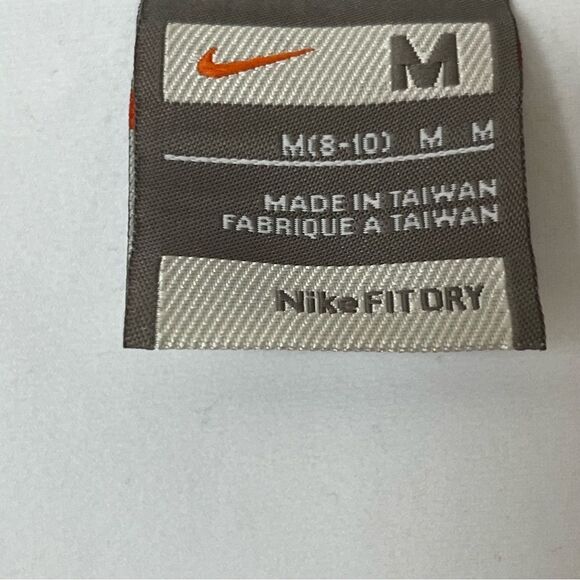 M
M(8-10) M M
MADE IN TAIWAN
FABRIQUE A TAIWAN
Nike FIT DRY